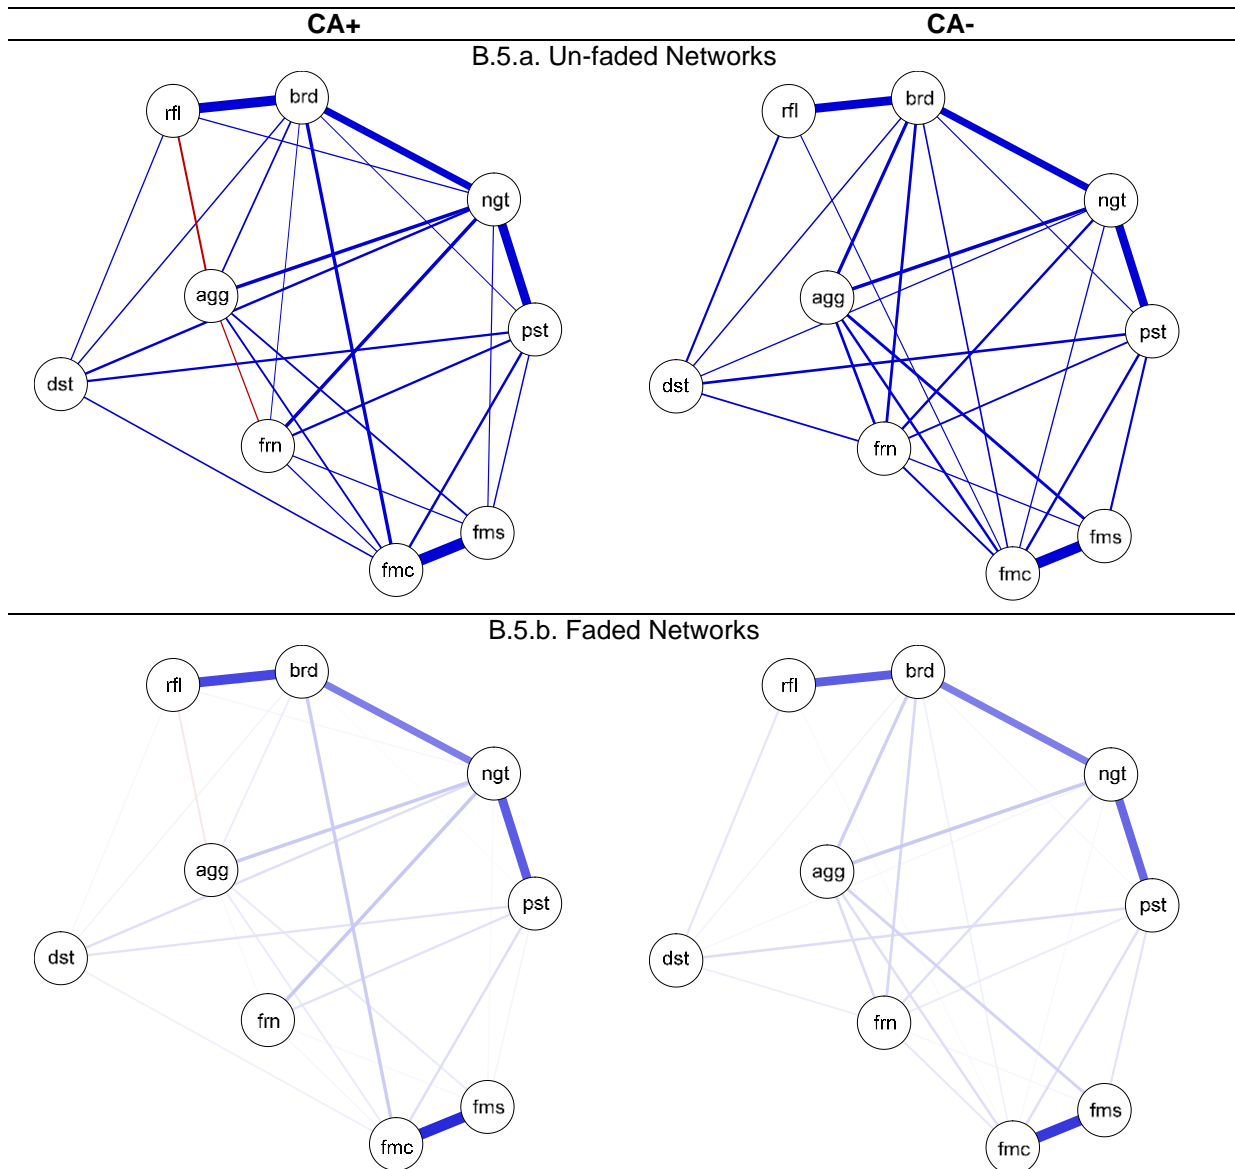 CA+ CA-
B.5.a. Un-faded Networks
rfl brd rfl brd
ngt ngt
agg agg
pst pst
dst dst
frn frn
fms fms
fmc fmc
B.5.b. Faded Networks
rfl brd rfl brd
ngt ngt
agg agg
pst pst
dst dst
frn frn
fms fms
fmc fmc